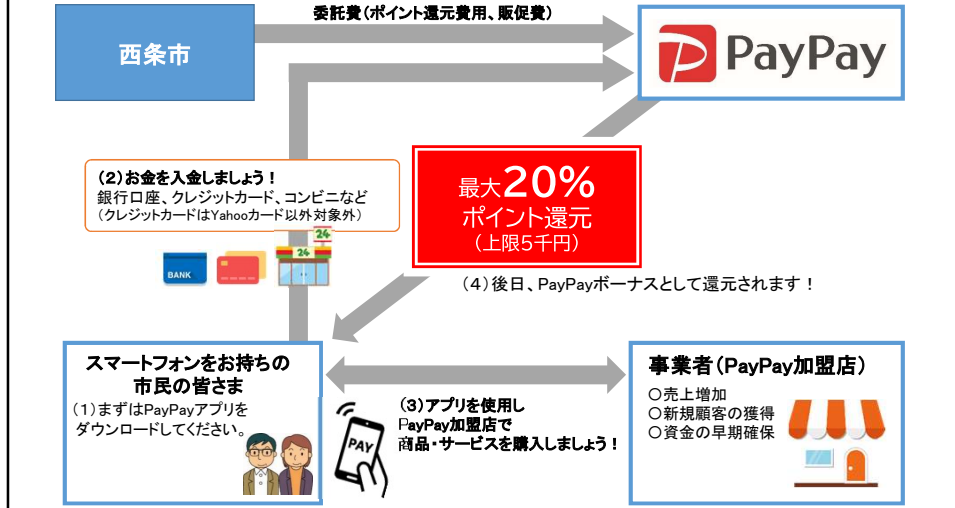 委託費(ポイント還元費用、販促費)
西条市
PayPay
(2)お金を入金しましょう!
銀行口座、クレジットカード、コンビニなど
(クレジットカードはYahooカード以外対象外)
24
24
BANK
最大20%
ポイント還元
(上限5千円)
(4)後日、PayPayボーナスとして還元されます!
スマートフォンをお持ちの
市民の皆さま
(1)まずはPayPayアプリを
ダウンロードしてください。
PAY
(3)アプリを使用し
PayPay加盟店で
商品・サービスを購入しましょう!
事業者(PayPay加盟店)
○売上増加
○新規顧客の獲得
○資金の早期確保